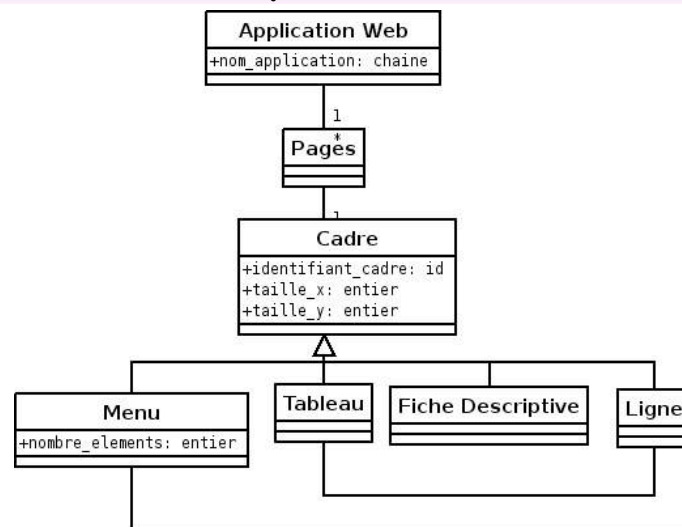 Application Web
+nom_application: chaine
1
*
Pages
1
Cadre
+identifiant_cadre: id
+taille_x: entier
+taille_y: entier
Menu
+nombre_elements: entier
Tableau
Fiche Descriptive
Ligne